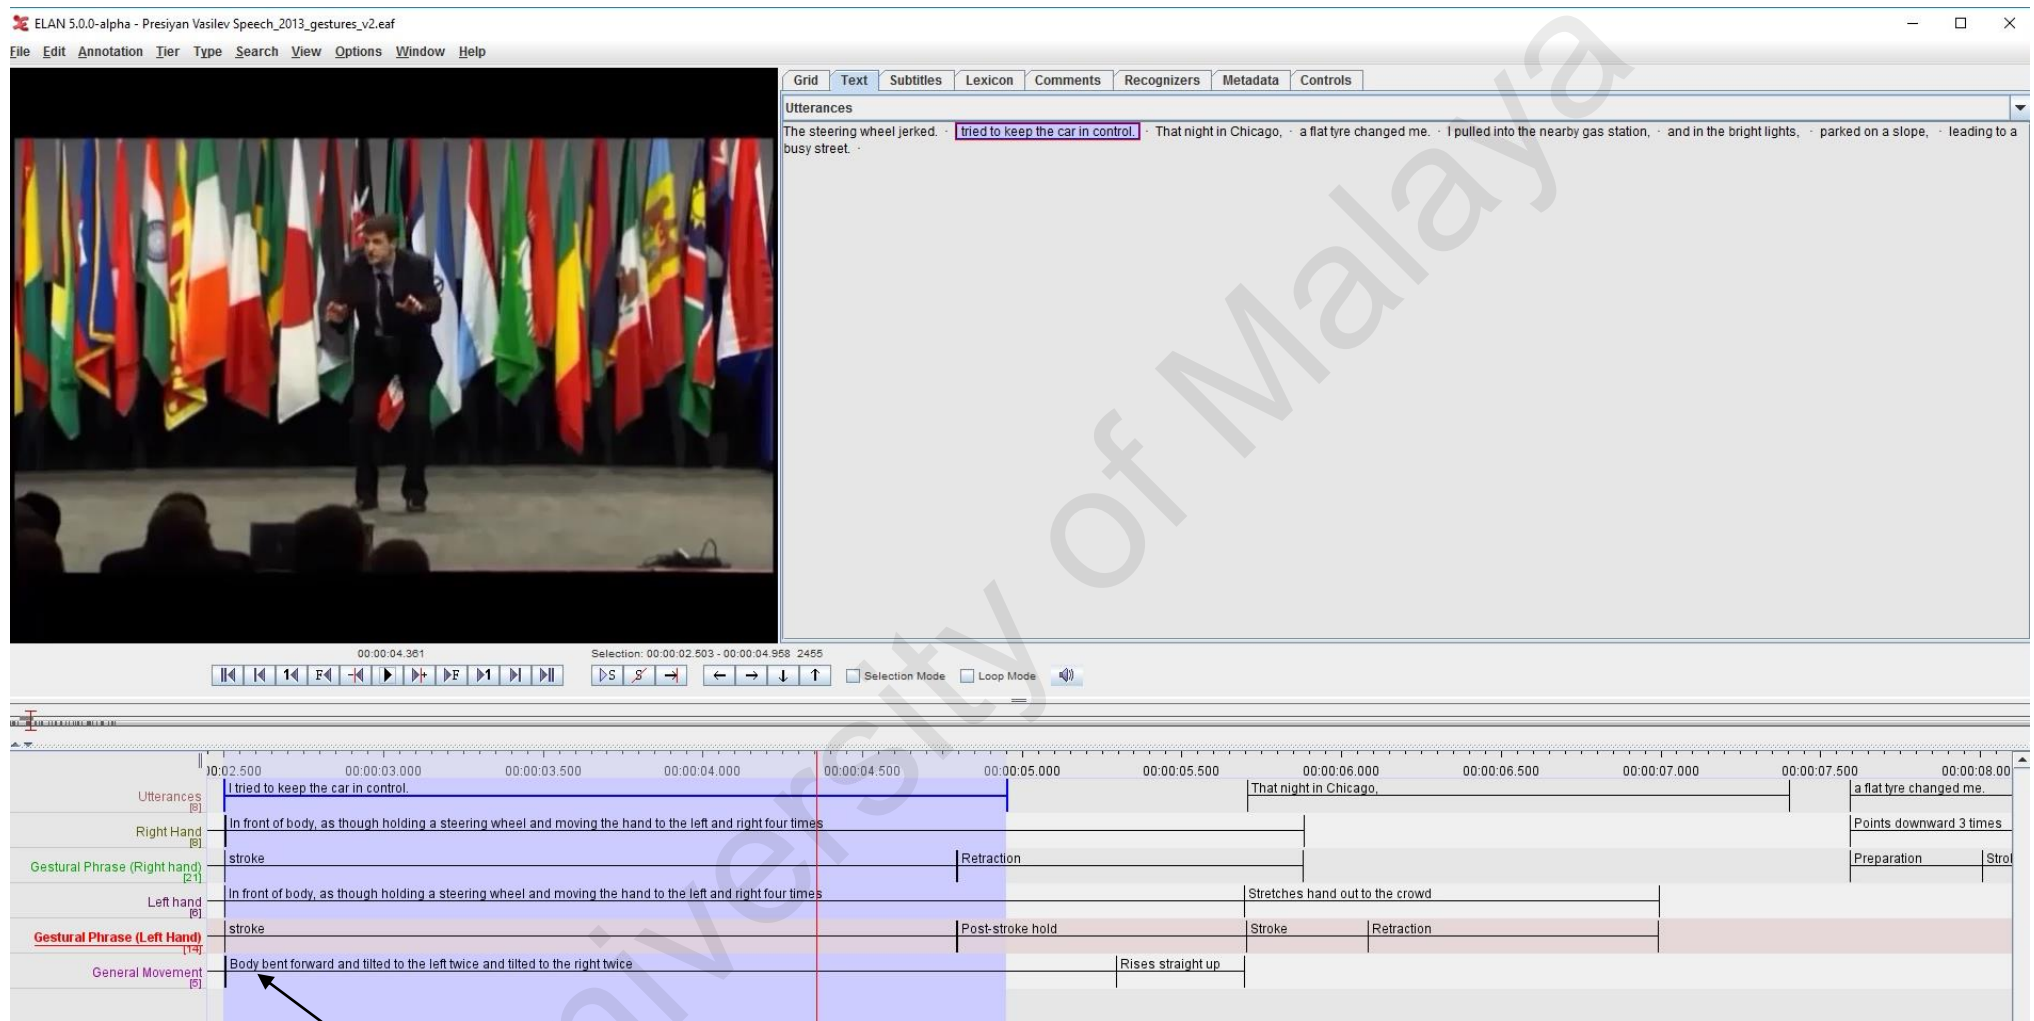 ELAN 5.0.0-alpha - Presiyan Vasilev Speech_2013_gestures_v2.eaf
File Edit Annotation Tier Type Search View Options Window Help
Grid Text Subtitles Lexicon Comments Recognizers Metadata Controls
Utterances
The steering wheel jerked. · I tried to keep the car in control. · That night in Chicago, · a flat tyre changed me. · I pulled into the nearby gas station, · and in the bright lights, · parked on a slope, · leading to a
busy street. ·
00:00:04.361
Selection: 00:00:02.503 - 00:00:04.958 2455
Selection Mode Loop Mode
00:02.500 00:00:03.000 00:00:03.500 00:00:04.000 00:00:04.500 00:00:05.000 00:00:05.500 00:00:06.000 00:00:06.500 00:00:07.000 00:00:07.500 00:00:08.00
Utterances [8] I tried to keep the car in control. That night in Chicago, a flat tyre changed me.
Right Hand [8] In front of body, as though holding a steering wheel and moving the hand to the left and right four times Points downward 3 times
Gestural Phrase (Right hand) [21] stroke Retraction Preparation Strol
Left hand [6] In front of body, as though holding a steering wheel and moving the hand to the left and right four times Stretches hand out to the crowd
Gestural Phrase (Left Hand) [14] stroke Post-stroke hold Stroke Retraction
General Movement [5] Body bent forward and tilted to the left twice and tilted to the right twice Rises straight up
University of Malaya